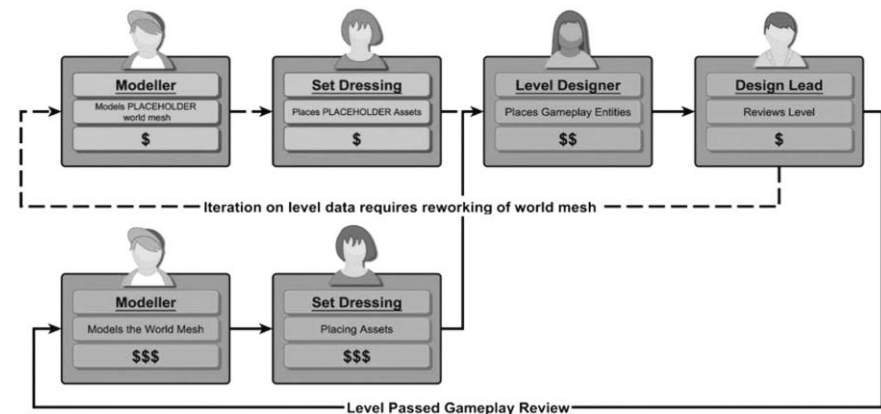 Modeller
Models PLACEHOLDER
world mesh
$
Set Dressing
Places PLACEHOLDER Assets
$
Level Designer
Places Gameplay Entities
$$
Design Lead
Reviews Level
$
Iteration on level data requires reworking of world mesh
Modeller
Models the World Mesh
$$$
Set Dressing
Placing Assets
$$$
Level Passed Gameplay Review